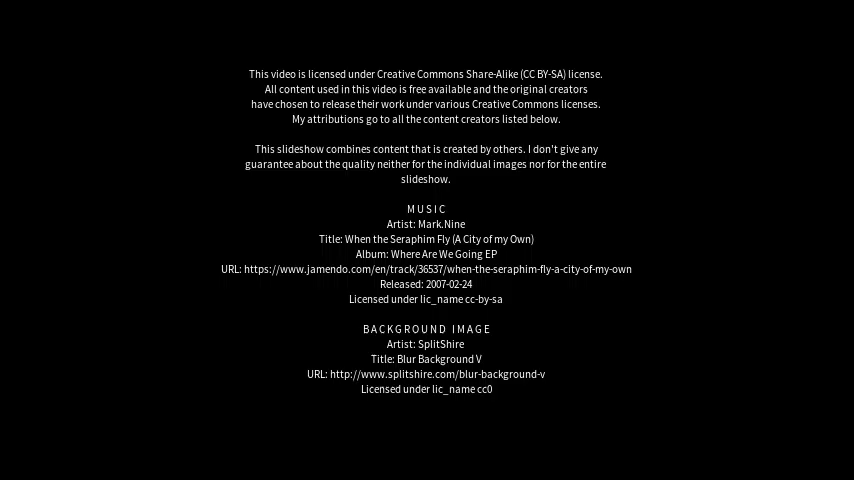 This video is licensed under Creative Commons Share-Alike (CC BY-SA) license.
All content used in this video is free available and the original creators
have chosen to release their work under various Creative Commons licenses.
My attributions go to all the content creators listed below.
This slideshow combines content that is created by others. I don't give any
guarantee about the quality neither for the individual images nor for the entire
slideshow.
MUSIC
Artist: Mark.Nine
Title: When the Seraphim Fly (A City of my Own)
Album: Where Are We Going EP
URL: https://www.jamendo.com/en/track/36537/when-the-seraphim-fly-a-city-of-my-own
Released: 2007-02-24
Licensed under lic_name cc-by-sa
BACKGROUND IMAGE
Artist: SplitShire
Title: Blur Background V
URL: http://www.splitshire.com/blur-background-v
Licensed under lic_name cc0